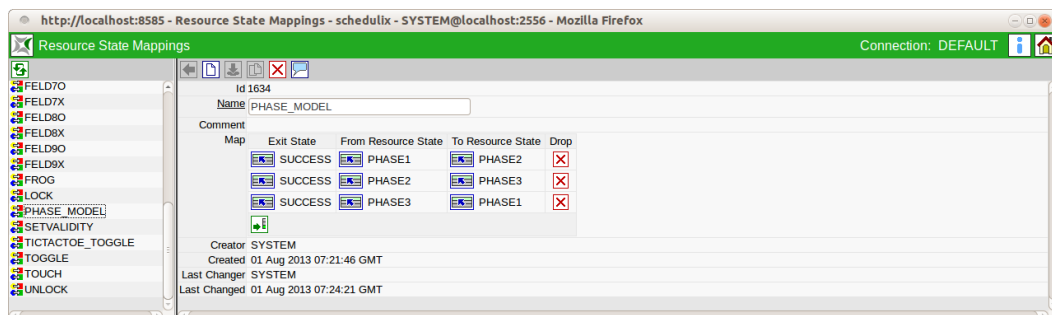 http://localhost:8585 - Resource State Mappings - schedulix - SYSTEM@localhost:2556 - Mozilla Firefox
Resource State Mappings Connection: DEFAULT
FELD7O
FELD7X
FELD8O
FELD8X
FELD9O
FELD9X
FROG
LOCK
PHASE_MODEL
SETVALIDITY
TICTACTOE_TOGGLE
TOGGLE
TOUCH
UNLOCK
Id 1634
Name PHASE_MODEL
Comment
Map Exit State From Resource State To Resource State Drop
SUCCESS PHASE1 PHASE2
SUCCESS PHASE2 PHASE3
SUCCESS PHASE3 PHASE1
Creator SYSTEM
Created 01 Aug 2013 07:21:46 GMT
Last Changer SYSTEM
Last Changed 01 Aug 2013 07:24:21 GMT